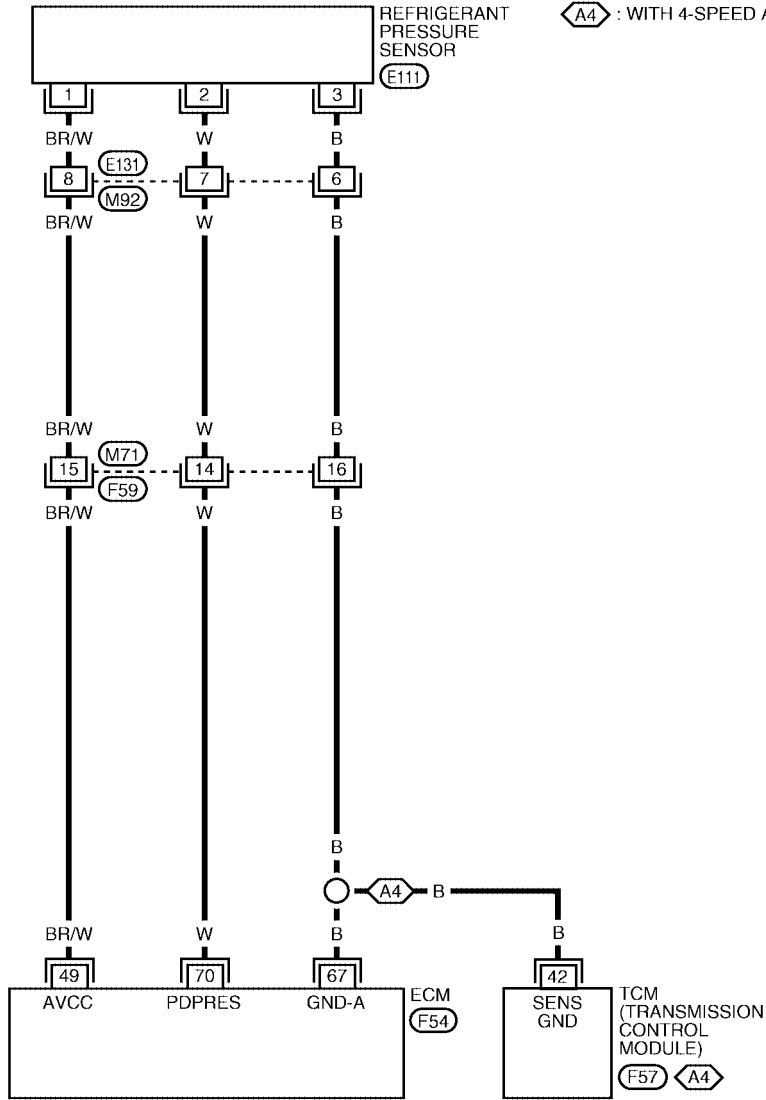 REFRIGERANT
PRESSURE
SENSOR
E111
A4 : WITH 4-SPEED A
1 2 3
BR/W W B
E131
8 7 6
M92
BR/W W B
BR/W W B
M71
15 14 16
F59
BR/W W B
B
A4 B
BR/W W B B
49 70 67 42
AVCC PDPRES GND-A
ECM
F54
SENS
GND
TCM
(TRANSMISSION
CONTROL
MODULE)
F57 A4